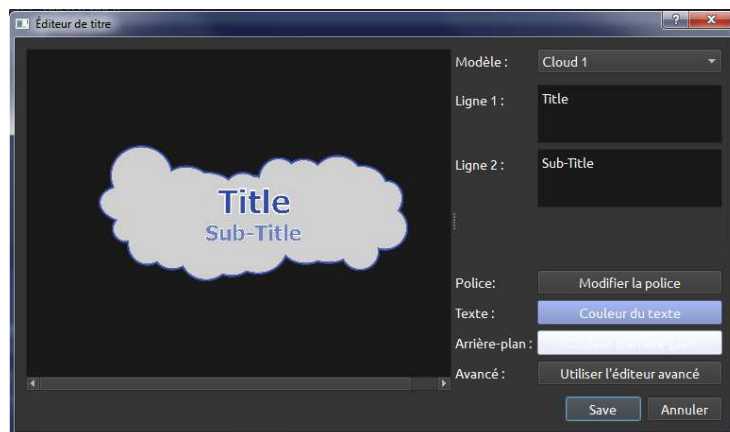 Éditeur de titre
?
x
Modèle :
Cloud 1
Ligne 1 :
Title
Ligne 2 :
Sub-Title
Title
Sub-Title
Police:
Modifier la police
Texte :
Couleur du texte
Arrière-plan :
Avancé :
Utiliser l'éditeur avancé
Save
Annuler